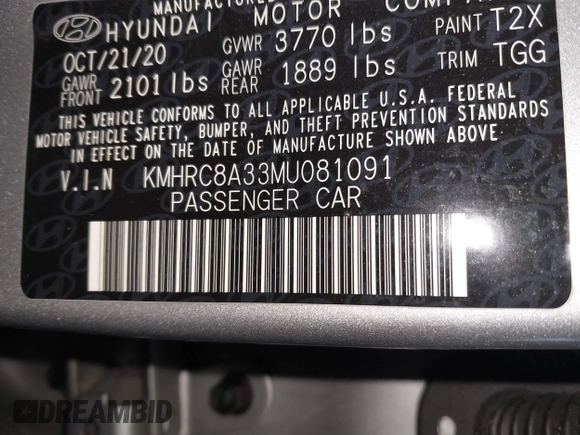 MANUFACTURED
HYUNDAI MOTOR COMPA
OCT/21/20 GVWR 3770 lbs PAINT T2X
GAWR FRONT 2101 lbs GAWR REAR 1889 lbs TRIM TGG
THIS VEHICLE CONFORMS TO ALL APPLICABLE U.S.A. FEDERAL
MOTOR VEHICLE SAFETY, BUMPER, AND THEFT PREVENTION STANDARDS
IN EFFECT ON THE DATE OF MANUFACTURE SHOWN ABOVE
V.I.N KMHRC8A33MU081091
PASSENGER CAR
DREAMBID